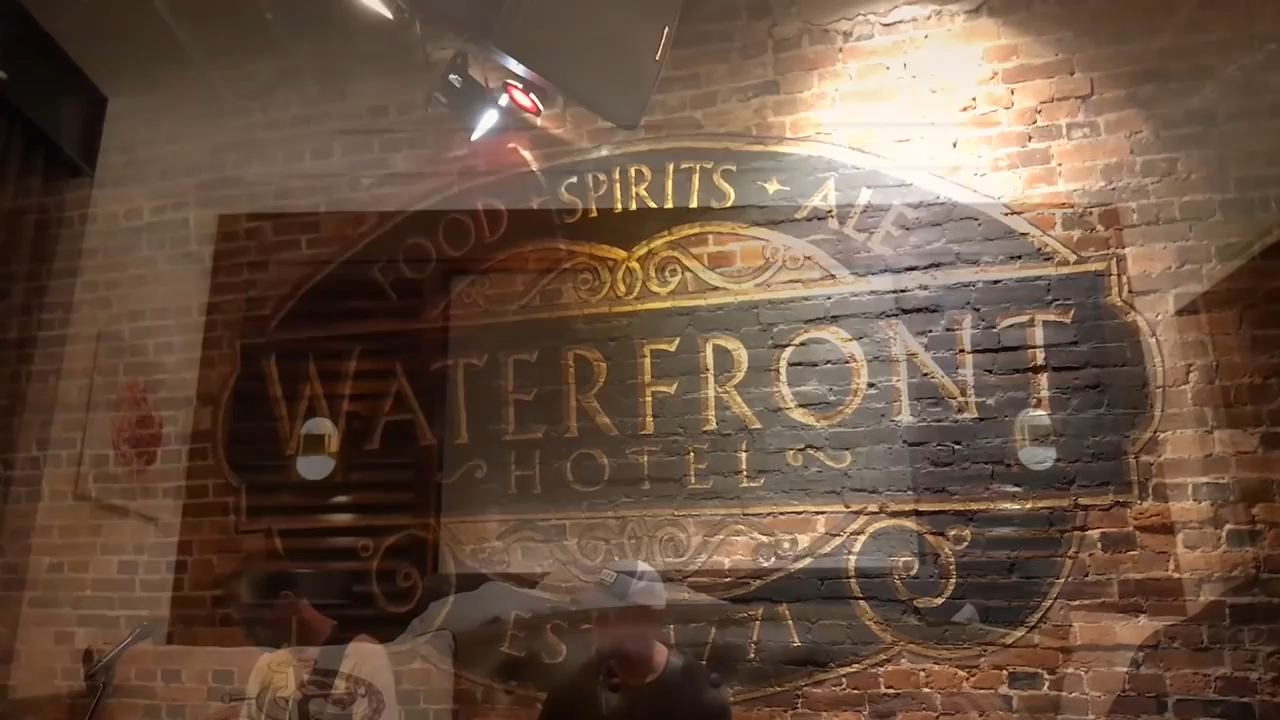 FOOD SPIRITS ✦ ALE
WATERFRONT
~ HOTEL ~